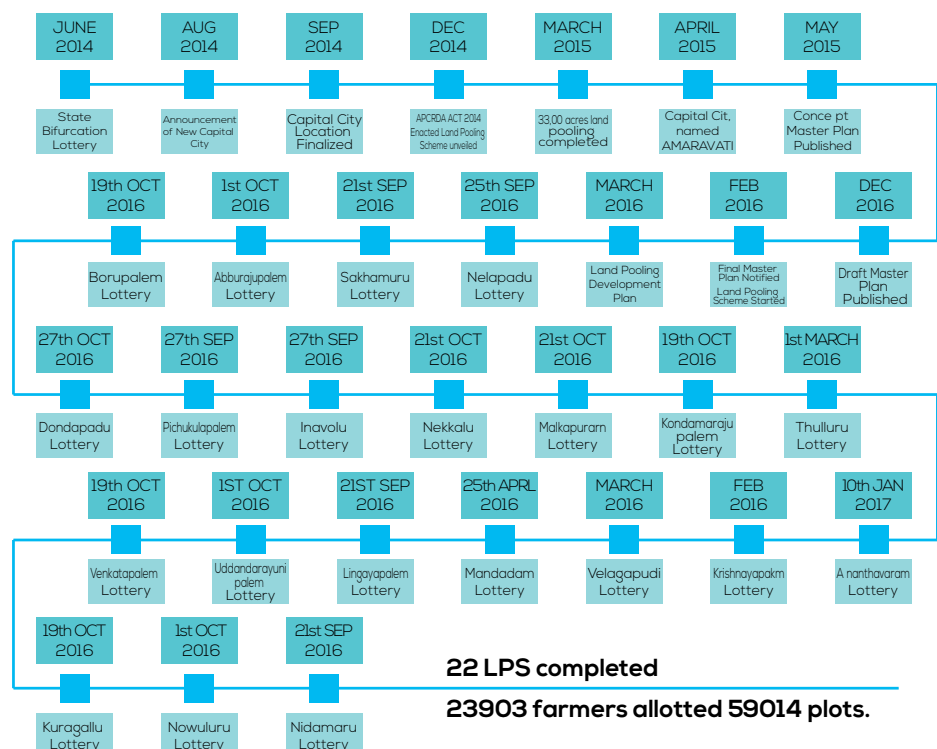 JUNE
2014
AUG
2014
SEP
2014
DEC
2014
MARCH
2015
APRIL
2015
MAY
2015
State
Bifurcation
Lottery
Announcement
of New Capital
City
Capital City
Location
Finalized
APCRDA ACT 2014
Enacted Land Pooling
Scheme unveiled
33,00 acres land
pooling
completed
Capital Cit,
named
AMARAVATI
Conce pt
Master Plan
Published
19th OCT
2016
1st OCT
2016
21st SEP
2016
25th SEP
2016
MARCH
2016
FEB
2016
DEC
2016
Borupalem
Lottery
Abburajupalem
Lottery
Sakhamuru
Lottery
Nelapadu
Lottery
Land Pooling
Development
Plan
Final Master
Plan Notified
Land Pooling
Scheme Started
Draft Master
Plan
Published
27th OCT
2016
27th SEP
2016
27th SEP
2016
21st OCT
2016
21st OCT
2016
19th OCT
2016
1st MARCH
2016
Dondapadu
Lottery
Pichukulapalem
Lottery
Inavolu
Lottery
Nekkalu
Lottery
Malkapurarn
Lottery
Kondamaraju
palem
Lottery
Thulluru
Lottery
19th OCT
2016
1ST OCT
2016
21ST SEP
2016
25th APRL
2016
MARCH
2016
FEB
2016
10th JAN
2017
Venkatapalem
Lottery
Uddandarayuni
palem
Lottery
Lingayapalem
Lottery
Mandadam
Lottery
Velagapudi
Lottery
Krishnayapakm
Lottery
A nanthavaram
Lottery
19th OCT
2016
1st OCT
2016
21st SEP
2016
Kuragallu
Lottery
Nowuluru
Lottery
Nidamaru
Lottery
22 LPS completed
23903 farmers allotted 59014 plots.